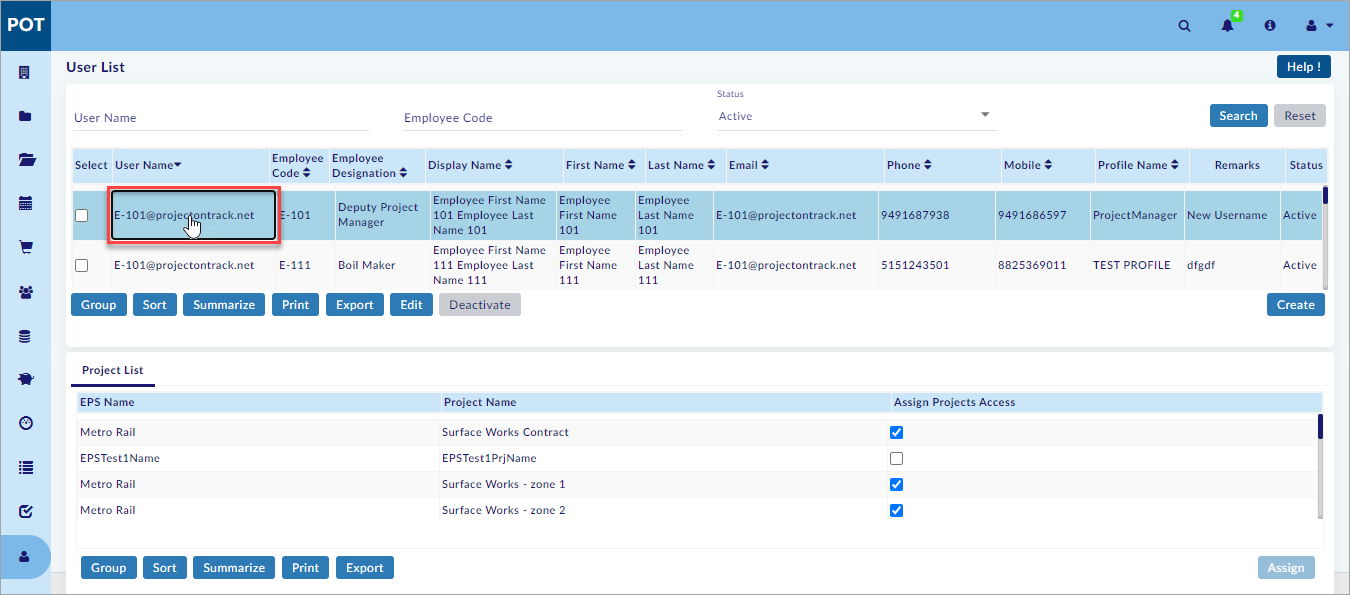 POT
4
User List
Help !
Status
User Name
Employee Code
Active
Search
Reset
Select
User Name
Employee
Code
Employee
Designation
Display Name
First Name
Last Name
Email
Phone
Mobile
Profile Name
Remarks
Status
E-101@projectontrack.net
E-101
Deputy Project
Manager
Employee First Name
101 Employee Last
Name 101
Employee
First Name
101
Employee
Last Name
101
E-101@projectontrack.net
9491687938
9491686597
ProjectManager
New Username
Active
E-101@projectontrack.net
E-111
Boil Maker
Employee First Name
111 Employee Last
Name 111
Employee
First Name
111
Employee
Last Name
111
E-101@projectontrack.net
5151243501
8825369011
TEST PROFILE
dfgdf
Active
Group
Sort
Summarize
Print
Export
Edit
Deactivate
Create
Project List
EPS Name
Project Name
Assign Projects Access
Metro Rail
Surface Works Contract
EPSTest1Name
EPSTest1PrjName
Metro Rail
Surface Works - zone 1
Metro Rail
Surface Works - zone 2
Group
Sort
Summarize
Print
Export
Assign